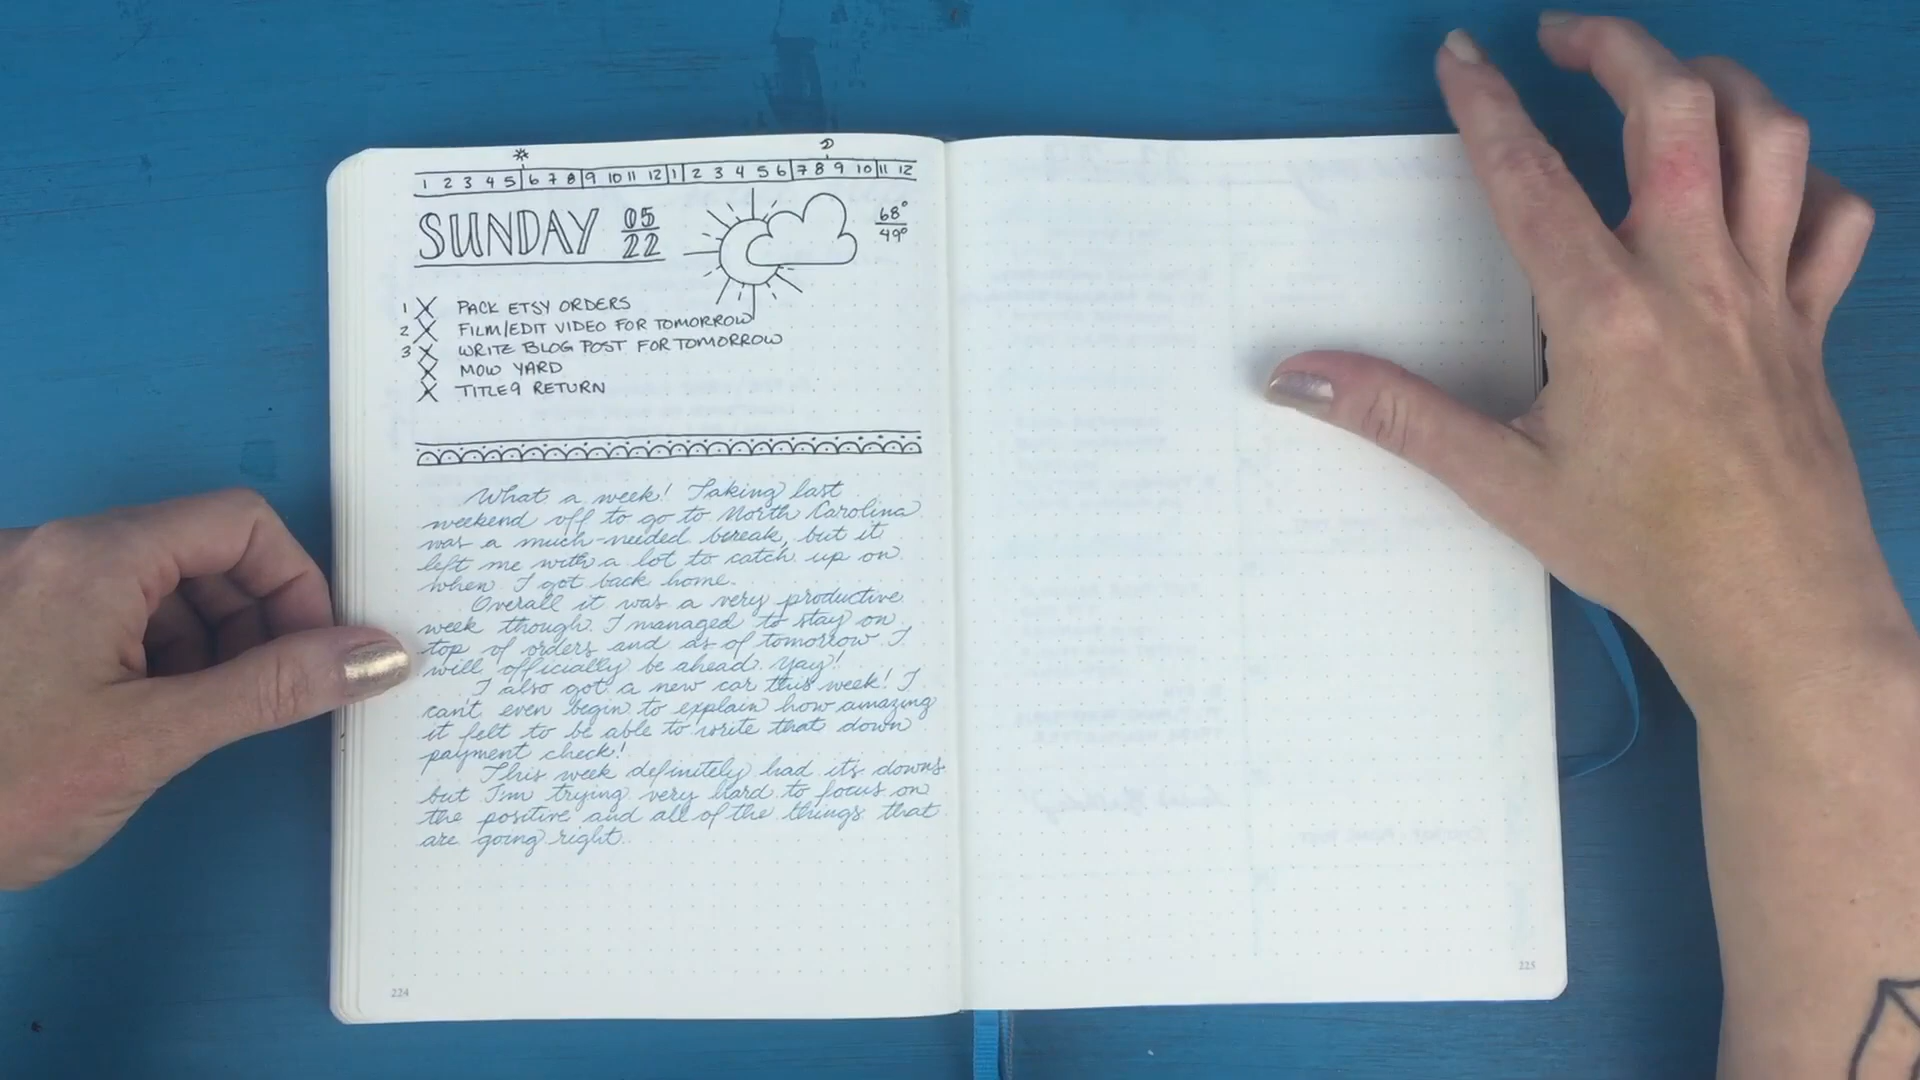 1 2 3 4 5 6 7 8 9 10 11 12 1 2 3 4 5 6 7 8 9 10 11 12
SUNDAY 05
22
68°
49°
1 X PACK ETSY ORDERS
2 X FILM/EDIT VIDEO FOR TOMORROW
3 X WRITE BLOG POST FOR TOMORROW
X MOW YARD
X TITLE9 RETURN
What a week! Taking last
weekend off to go to North Carolina
was a much-needed bereak, but it
left me with a lot to catch up on
when I got back home.
Overall it was a very productive
week though. I managed to stay on
top of orders and as of tomorrow I
will officially be ahead. Yay!
I also got a new car this week! I
can't even begin to explain how amazing
it felt to be able to write that down
payment check!
This week definitely had it's downs
but I'm trying very hard to focus on
the positive and all of the things that
are going right.
224
225